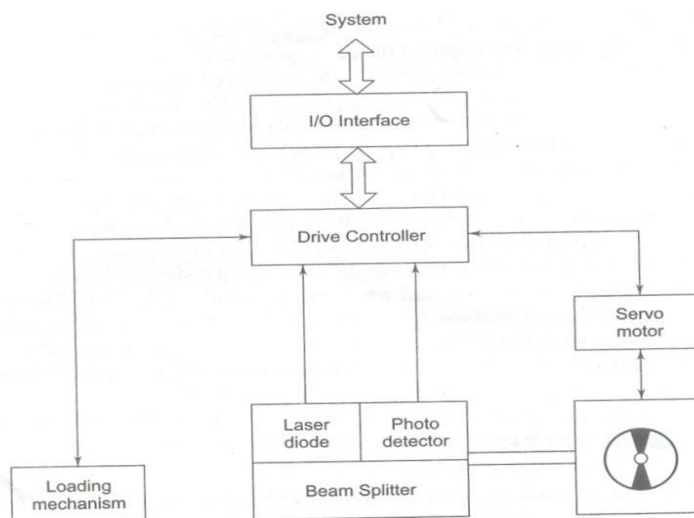 System
I/O Interface
Drive Controller
Servo
motor
Laser
diode
Photo
detector
Loading
mechanism
Beam Splitter